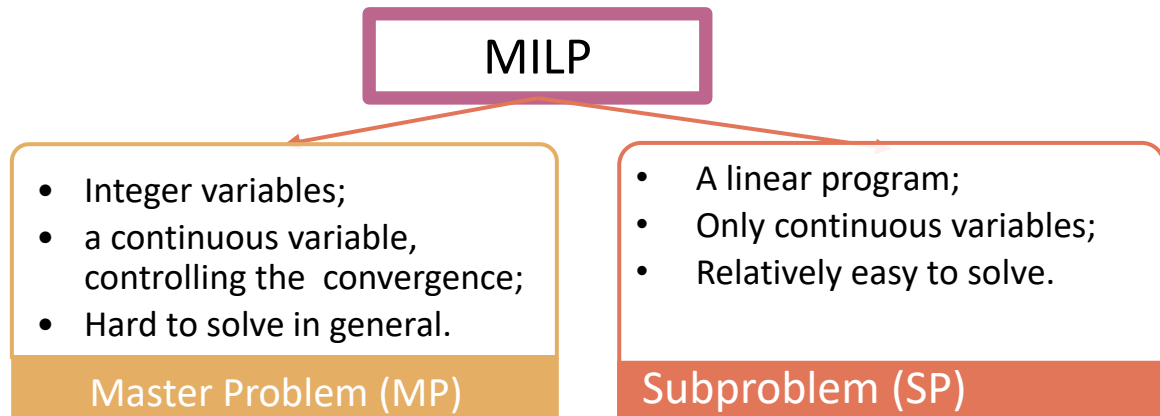 MILP
• Integer variables;
• a continuous variable,
controlling the convergence;
• Hard to solve in general.
Master Problem (MP)
• A linear program;
• Only continuous variables;
• Relatively easy to solve.
Subproblem (SP)